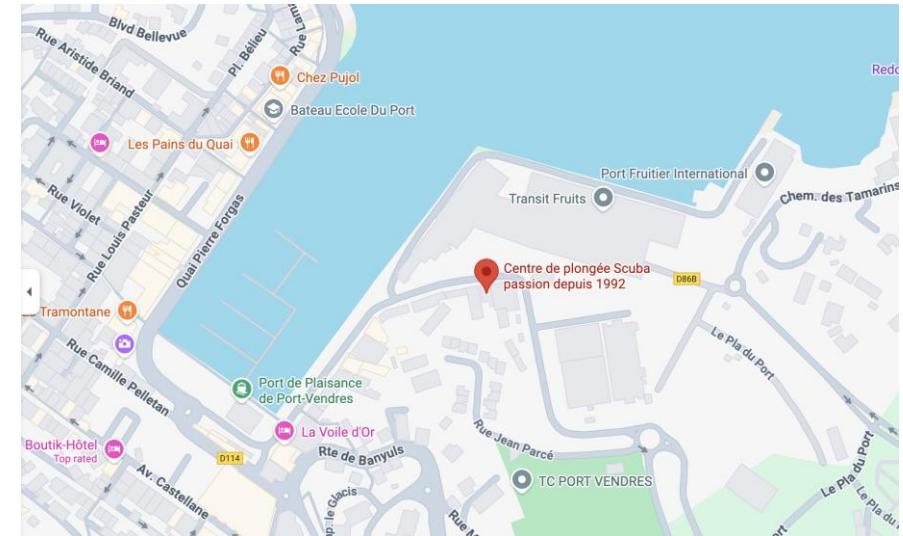 Blvd Bellevue
Rue Aristide Briand
Pl. Bélieu
Rue
Chez Pujol
Bateau Ecole Du Port
Les Pains du Quai
Rue Violet
Rue Louis Pasteur
Quai Pierre Forgas
Port Fruitier International
Transit Fruits
Chem. des Tamarins
Centre de plongée Scuba
passion depuis 1992
D86B
Tramontane
Rue Camille Pelletan
Port de Plaisance
de Port-Vendres
La Voile d'Or
Le Pla du Port
Boutik-Hôtel
Top rated
D114
Rte de Banyuls
Av. Castellane
Rue Jean Parcé
TC PORT VENDRES
Le Pla du Port
Le Pla du